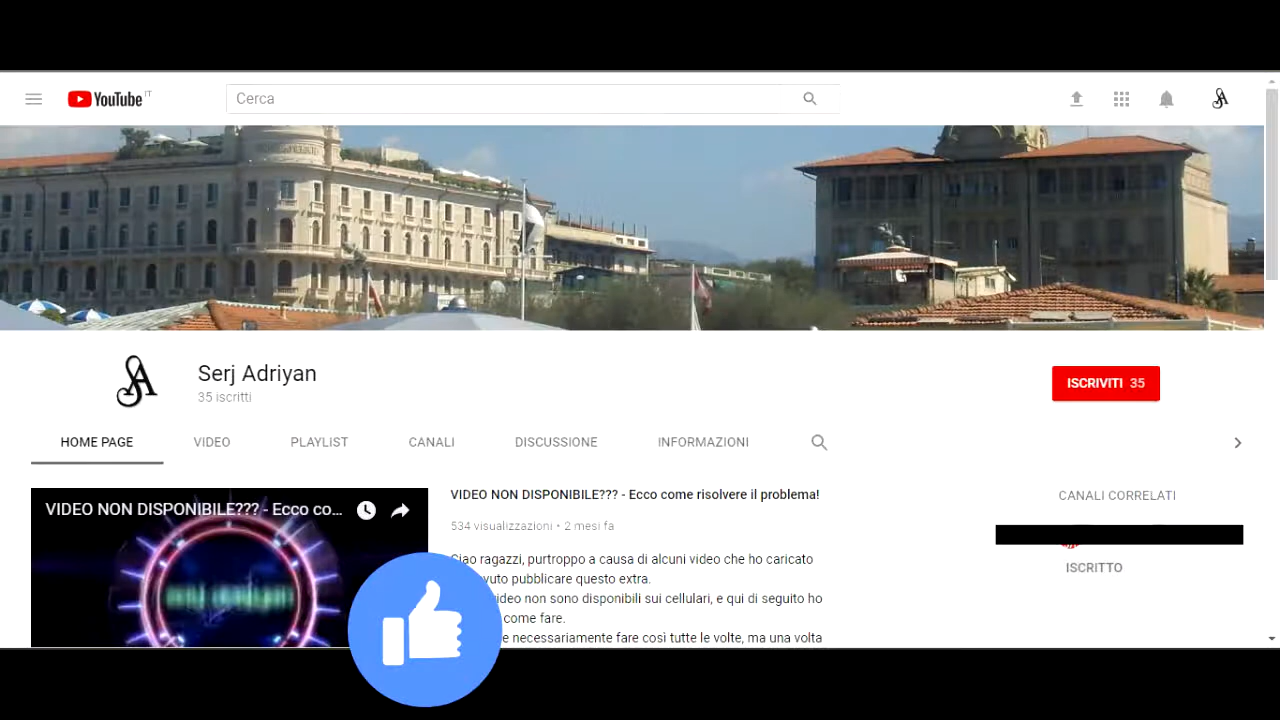 YouTube IT
Cerca
Serj Adriyan
35 iscritti
ISCRIVITI 35
HOME PAGE VIDEO PLAYLIST CANALI DISCUSSIONE INFORMAZIONI
VIDEO NON DISPONIBILE??? - Ecco co...
VIDEO NON DISPONIBILE??? - Ecco come risolvere il problema!
534 visualizzazioni • 2 mesi fa
Ciao ragazzi, purtroppo a causa di alcuni video che ho caricato
pubblicare questo extra.
non sono disponibili sui cellulari, e qui di seguito ho
come fare.
necessariamente fare così tutte le volte, ma una volta
CANALI CORRELATI
ISCRITTO